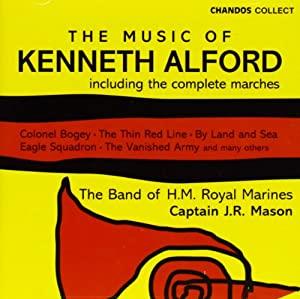 CHANDOS COLLECT
THE MUSIC OF
KENNETH ALFORD
including the complete marches
Colonel Bogey • The Thin Red Line • By Land and Sea
Eagle Squadron • The Vanished Army and many others
The Band of H.M. Royal Marines
Captain J.R. Mason